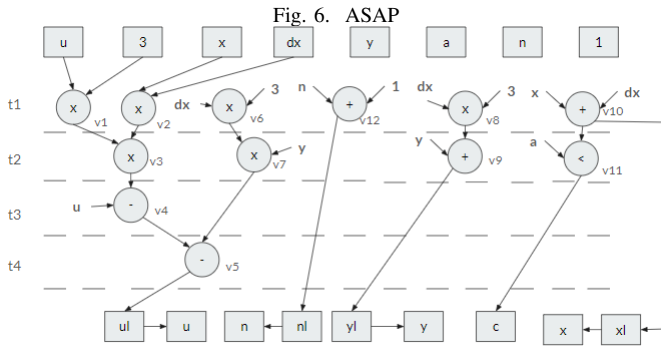 Fig. 6. ASAP
u 3 x dx y a n 1
n 3 1 dx 3 x dx
t1 x v1 x v2 dx x v6 + v12 x v8 + v10
t2 x v3 x v7 y y + v9 a < v11
t3 u - v4
t4 - v5
ul u n nl yl y c x xl